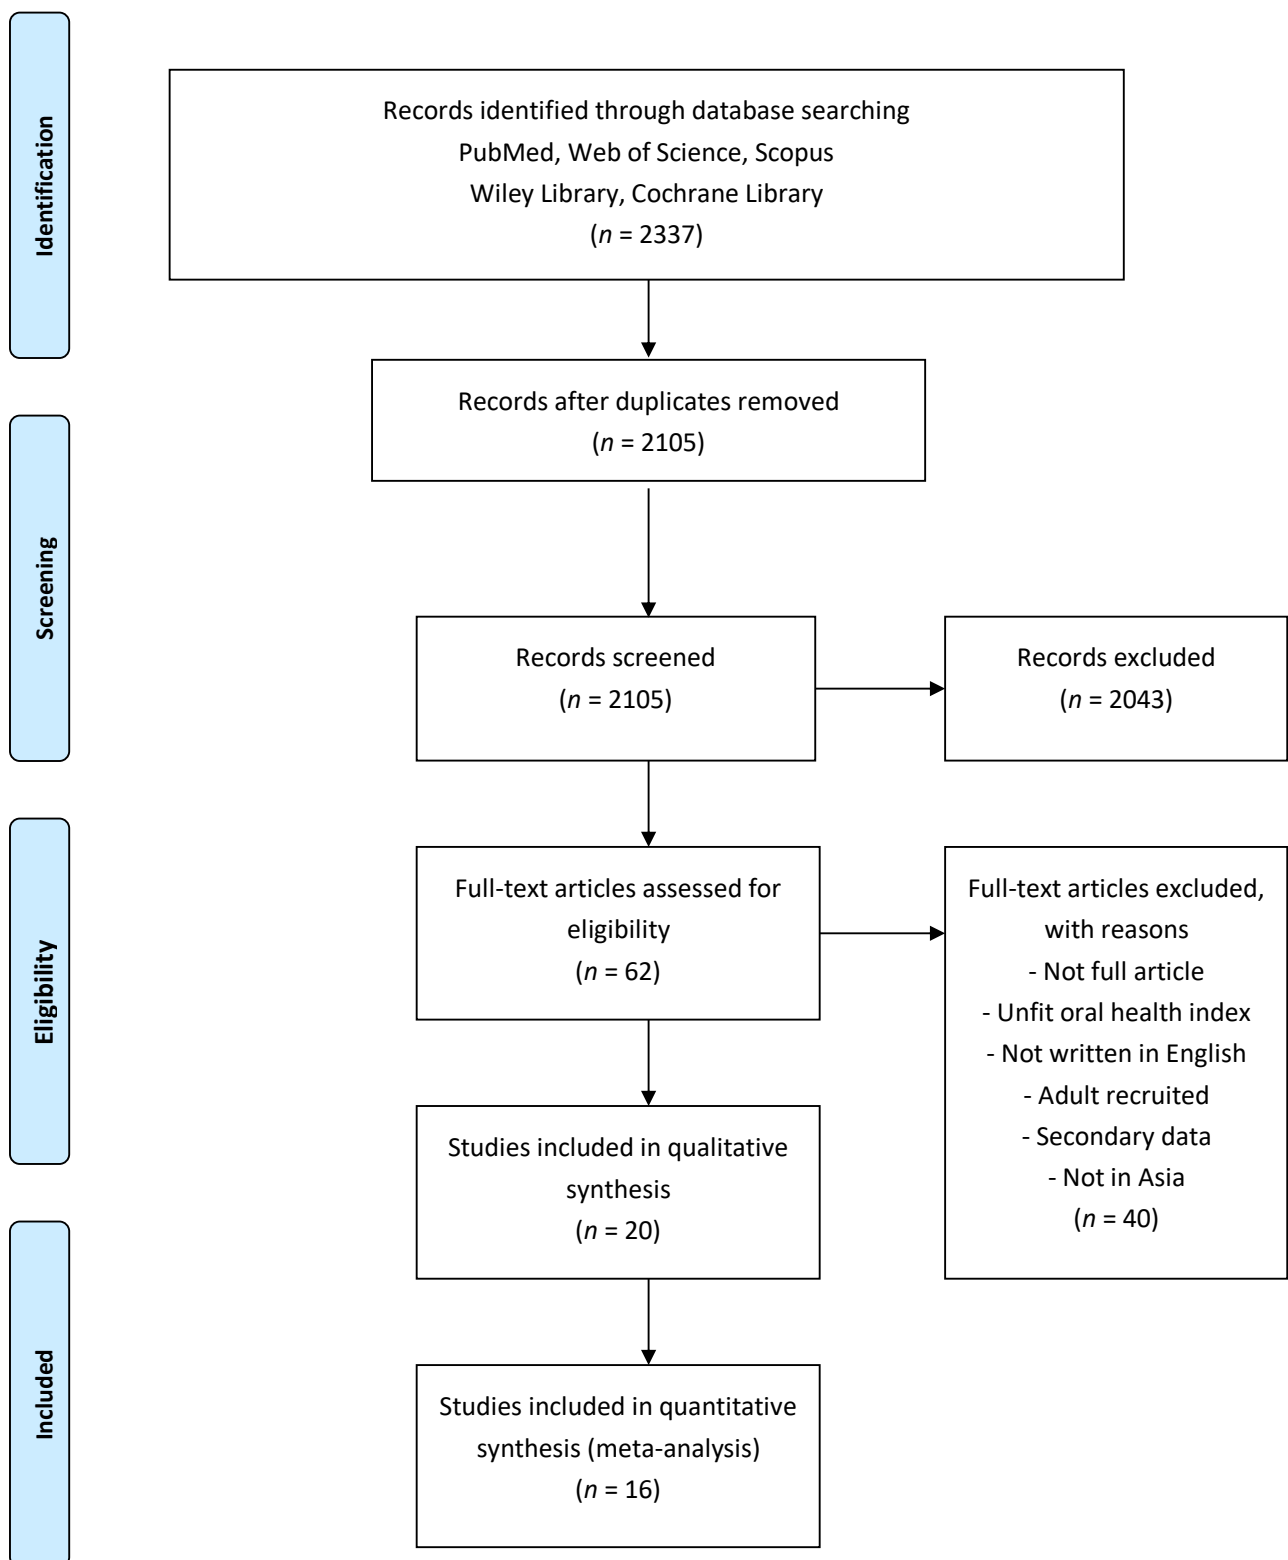 Identification
Records identified through database searching
PubMed, Web of Science, Scopus
Wiley Library, Cochrane Library
(n = 2337)
Records after duplicates removed
(n = 2105)
Screening
Records screened
(n = 2105)
Records excluded
(n = 2043)
Eligibility
Full-text articles assessed for
eligibility
(n = 62)
Full-text articles excluded,
with reasons
- Not full article
- Unfit oral health index
- Not written in English
- Adult recruited
- Secondary data
- Not in Asia
(n = 40)
Studies included in qualitative
synthesis
(n = 20)
Included
Studies included in quantitative
synthesis (meta-analysis)
(n = 16)